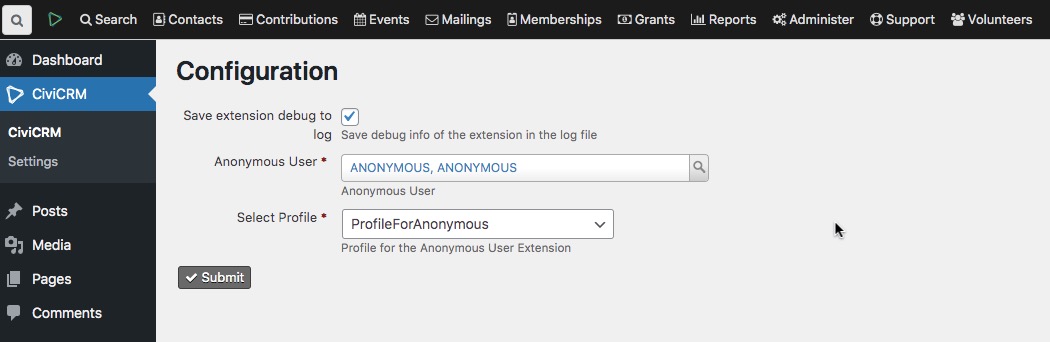 Search Contacts Contributions Events Mailings Memberships Grants Reports Administer Support Volunteers
Dashboard
CiviCRM
CiviCRM
Settings
Posts
Media
Pages
Comments
Configuration
Save extension debug to
log
Save debug info of the extension in the log file
Anonymous User *
ANONYMOUS, ANONYMOUS
Anonymous User
Select Profile *
ProfileForAnonymous
Profile for the Anonymous User Extension
Submit